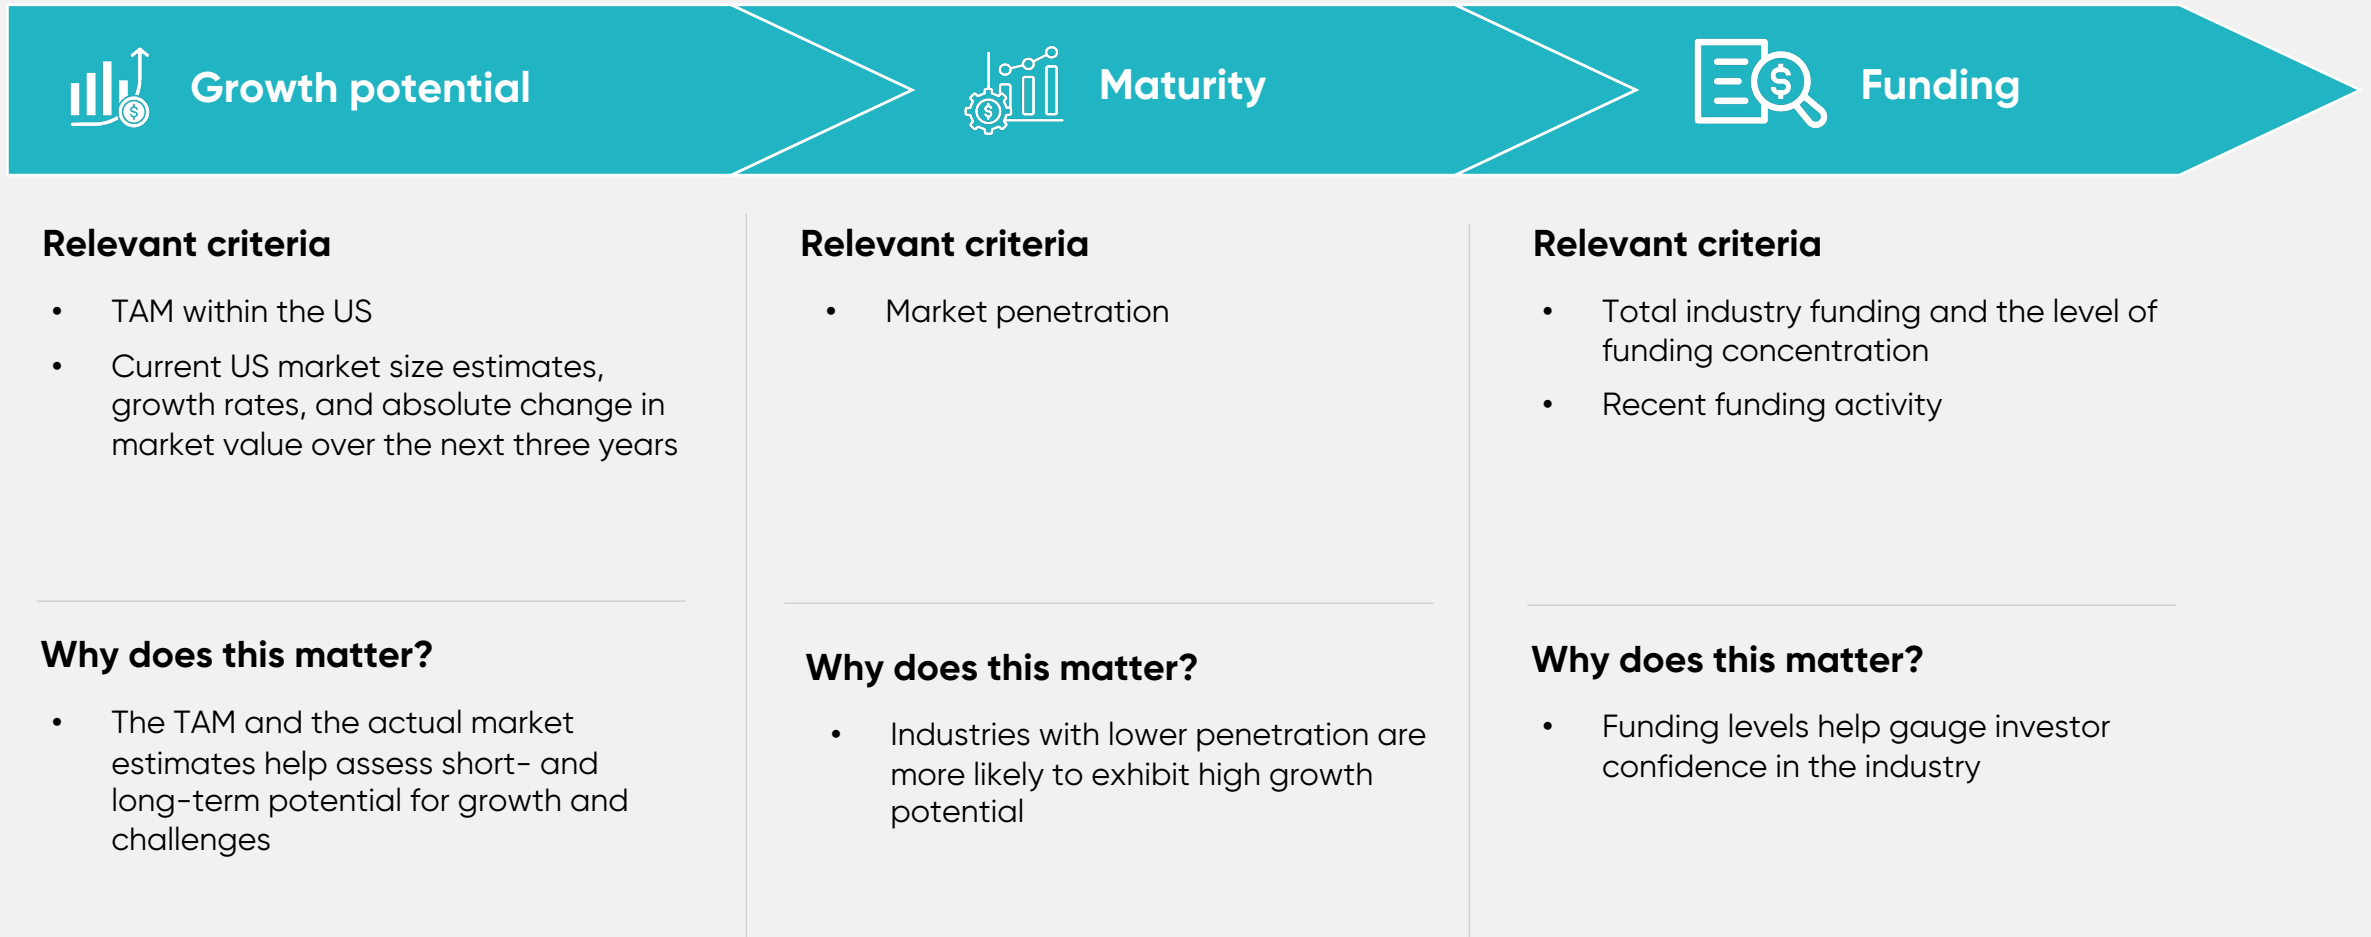 Growth potential
Maturity
Funding
Relevant criteria
• TAM within the US
• Current US market size estimates,
growth rates, and absolute change in
market value over the next three years
Why does this matter?
• The TAM and the actual market
estimates help assess short- and
long-term potential for growth and
challenges
Relevant criteria
• Market penetration
Why does this matter?
• Industries with lower penetration are
more likely to exhibit high growth
potential
Relevant criteria
• Total industry funding and the level of
funding concentration
• Recent funding activity
Why does this matter?
• Funding levels help gauge investor
confidence in the industry